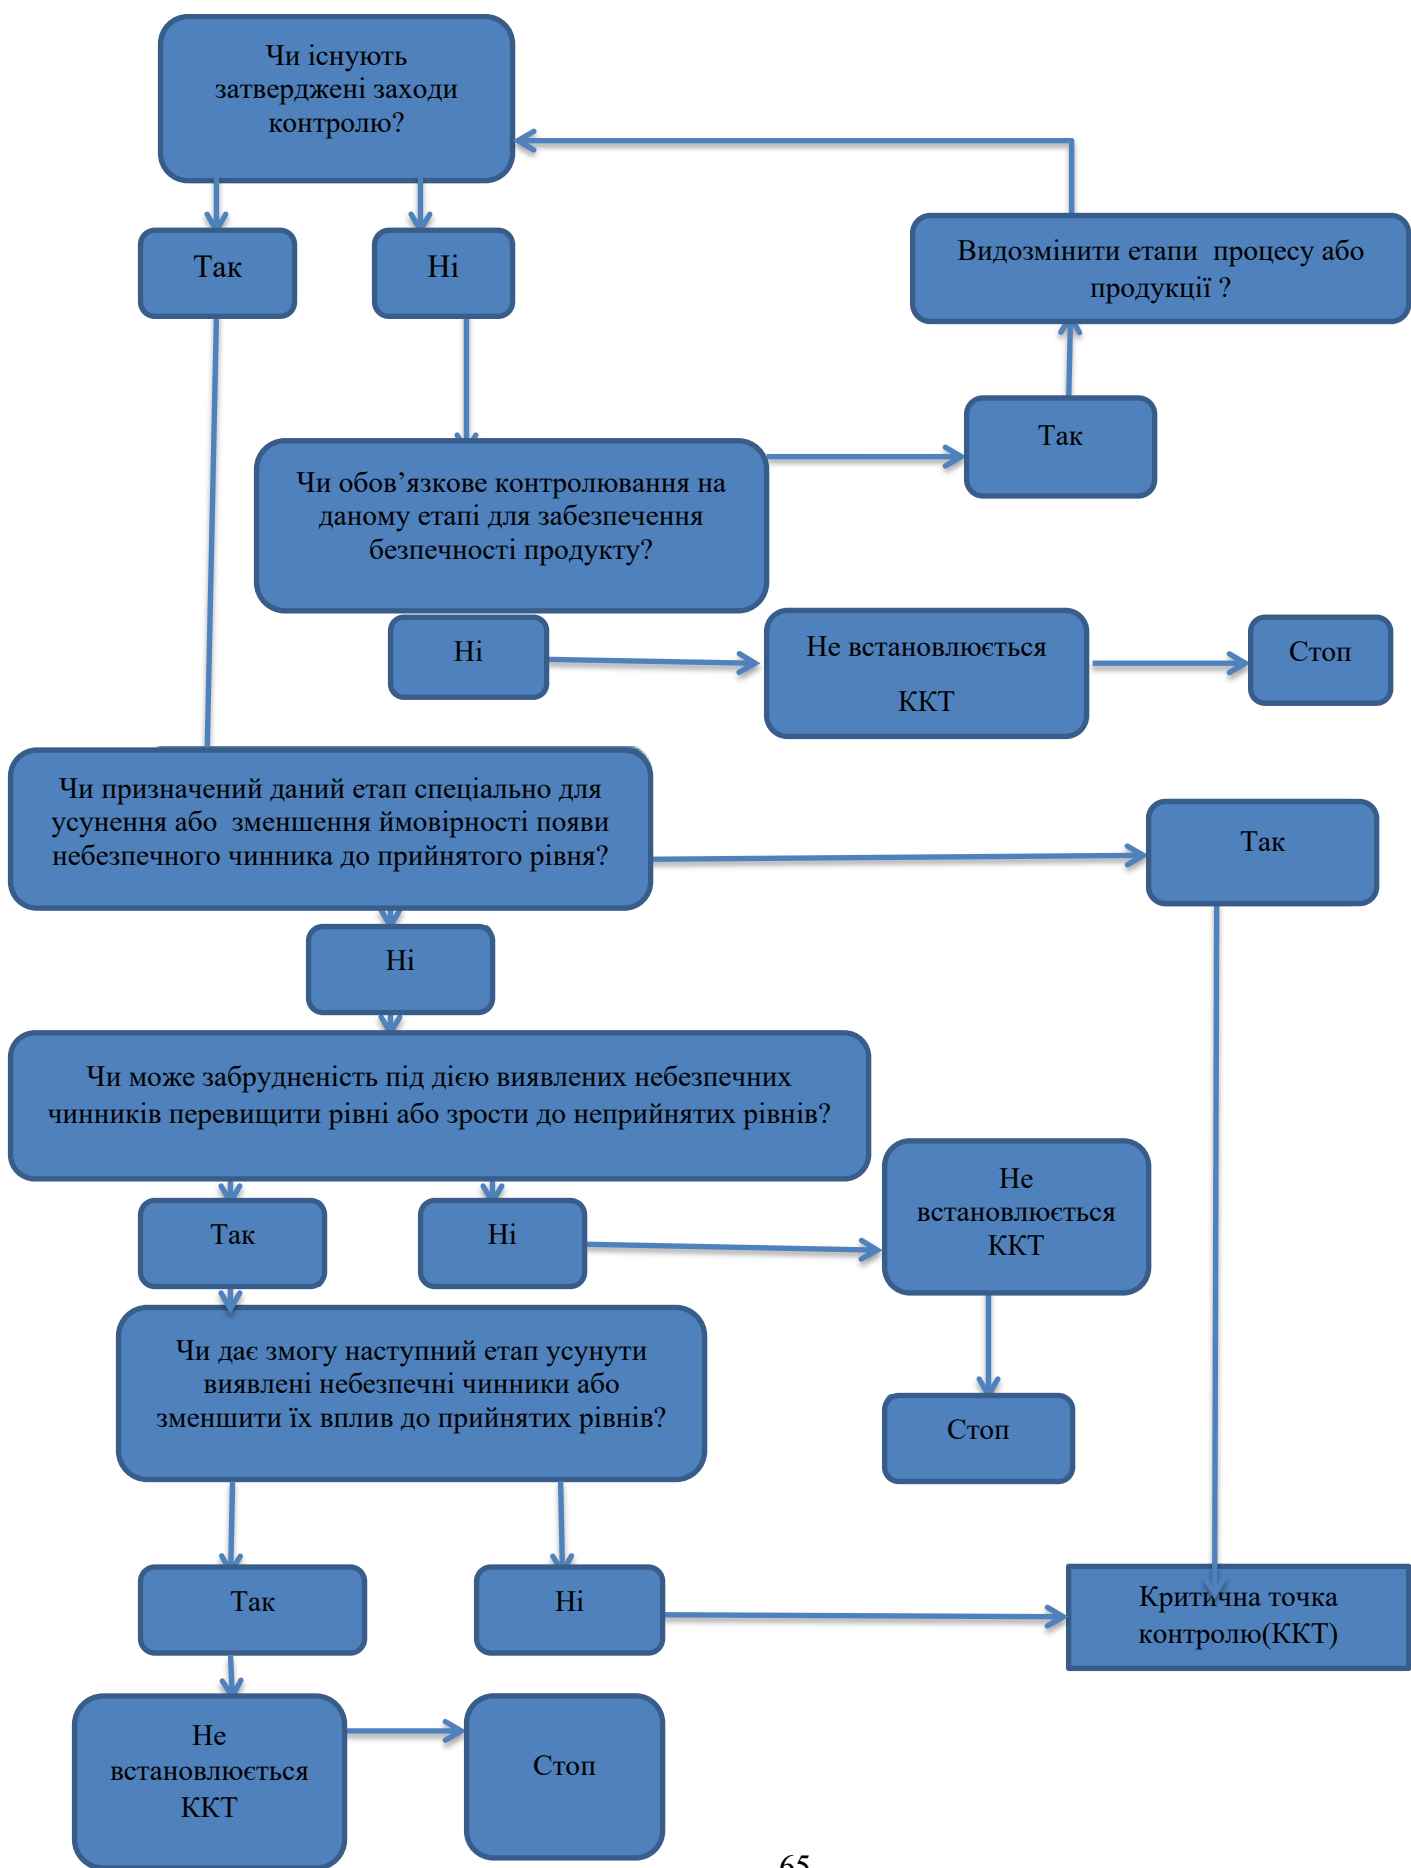 Чи існують
затверджені заходи
контролю?
Так
Ні
Видозмінити етапи процесу або
продукції ?
Так
Чи обов’язкове контролювання на
даному етапі для забезпечення
безпечності продукту?
Ні
Не встановлюється
ККТ
Стоп
Чи призначений даний етап спеціально для
усунення або зменшення ймовірності появи
небезпечного чинника до прийнятого рівня?
Так
Ні
Чи може забрудненість під дією виявлених небезпечних
чинників перевищити рівні або зрости до неприйнятих рівнів?
Так
Ні
Не
встановлюється
ККТ
Чи дає змогу наступний етап усунути
виявлені небезпечні чинники або
зменшити їх вплив до прийнятих рівнів?
Стоп
Так
Ні
Критична точка
контролю(ККТ)
Не
встановлюється
ККТ
Стоп
65